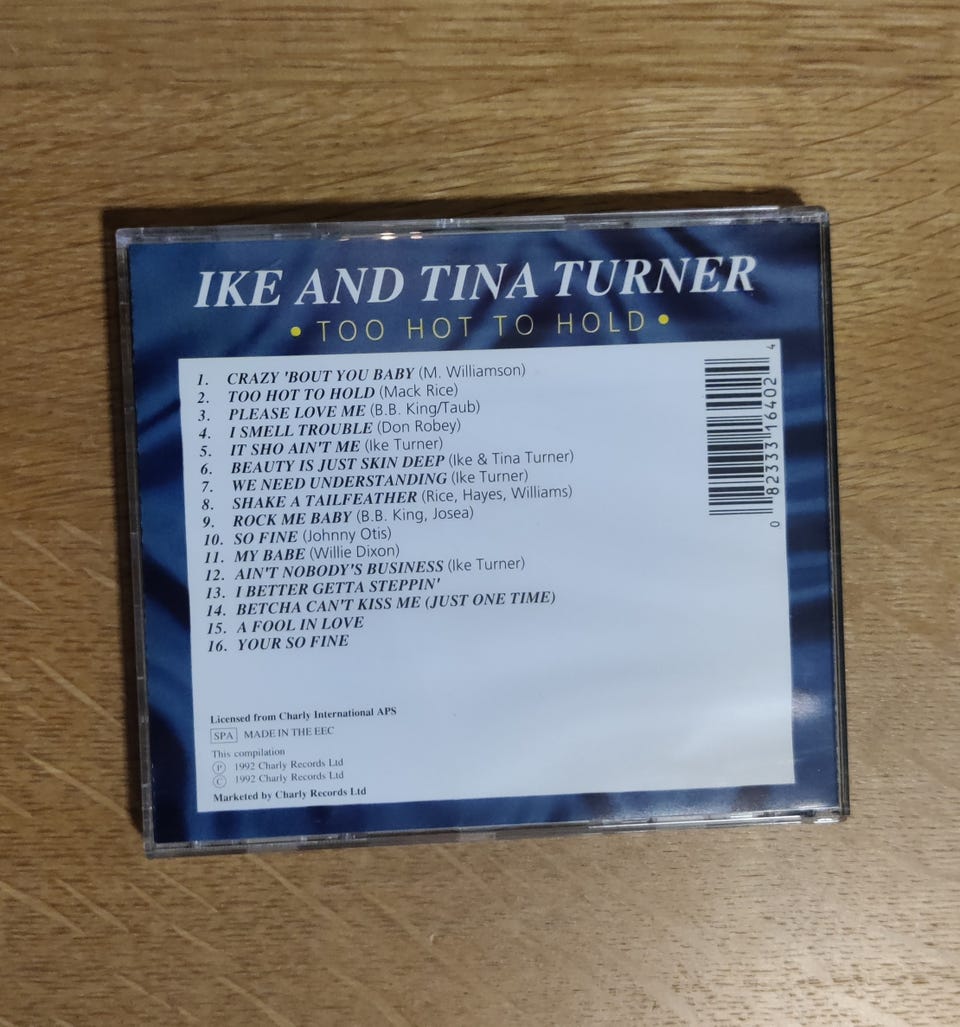 IKE AND TINA TURNER
• TOO HOT TO HOLD •
1. CRAZY 'BOUT YOU BABY (M. Williamson)
2. TOO HOT TO HOLD (Mack Rice)
3. PLEASE LOVE ME (B.B. King/Taub)
4. I SMELL TROUBLE (Don Robey)
5. IT SHO AIN'T ME (Ike Turner)
6. BEAUTY IS JUST SKIN DEEP (Ike & Tina Turner)
7. WE NEED UNDERSTANDING (Ike Turner)
8. SHAKE A TAILFEATHER (Rice, Hayes, Williams)
9. ROCK ME BABY (B.B. King, Josea)
10. SO FINE (Johnny Otis)
11. MY BABE (Willie Dixon)
12. AIN'T NOBODY'S BUSINESS (Ike Turner)
13. I BETTER GETTA STEPPIN'
14. BETCHA CAN'T KISS ME (JUST ONE TIME)
15. A FOOL IN LOVE
16. YOUR SO FINE
0 82333 16402 4
Licensed from Charly International APS
SPA MADE IN THE EEC
This compilation
Ⓟ 1992 Charly Records Ltd
© 1992 Charly Records Ltd
Marketed by Charly Records Ltd